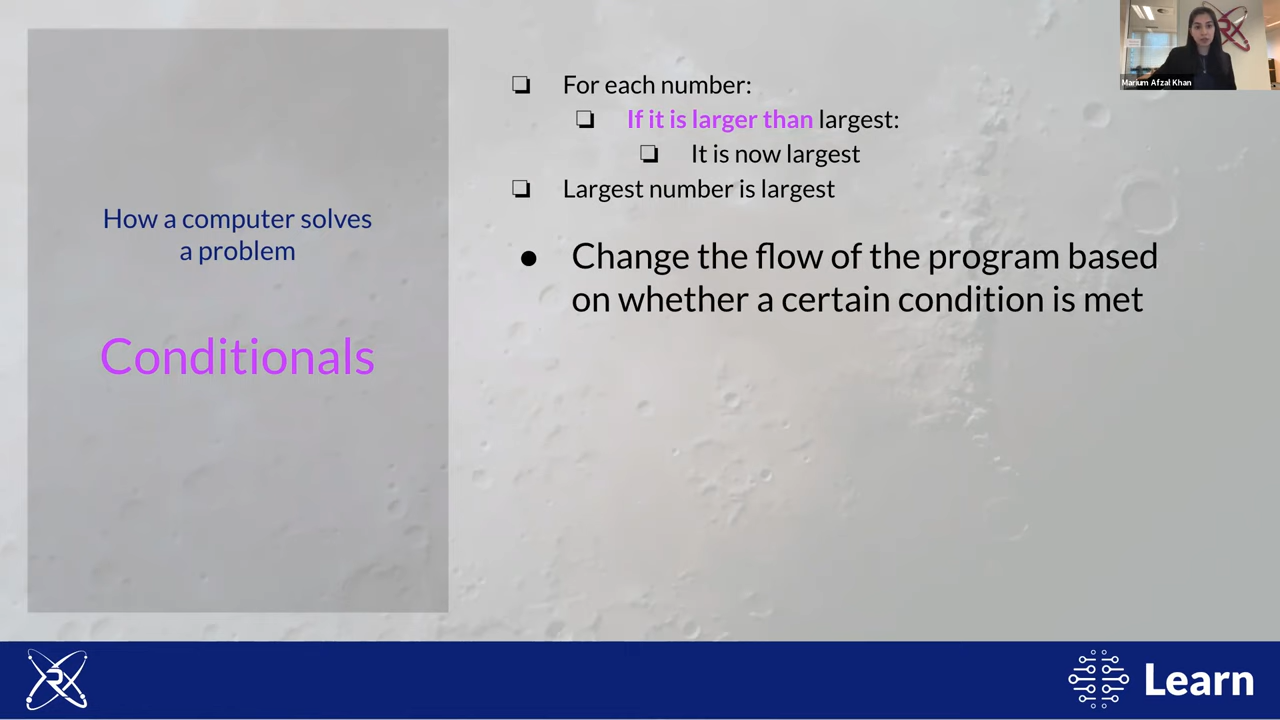 How a computer solves
a problem
Conditionals
❏ For each number:
❏ If it is larger than largest:
❏ It is now largest
❏ Largest number is largest
● Change the flow of the program based
on whether a certain condition is met
Marium Afzal Khan
Learn